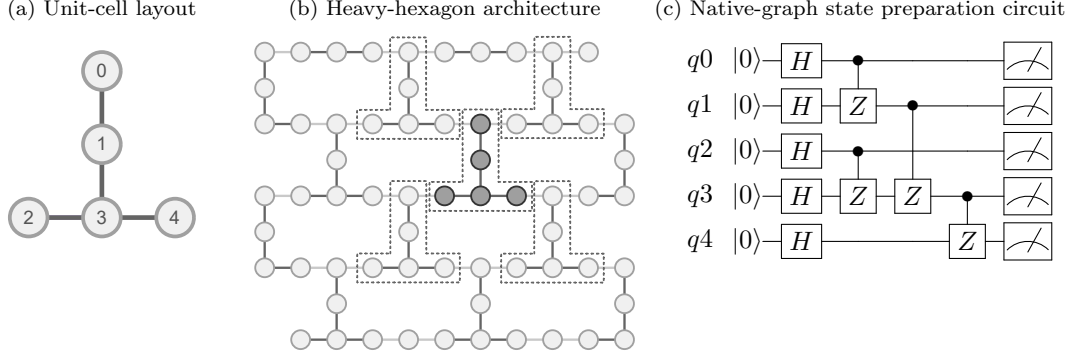 (a) Unit-cell layout
0
1
2 3 4
(b) Heavy-hexagon architecture
(c) Native-graph state preparation circuit
q0 |0⟩ H
q1 |0⟩ H Z
q2 |0⟩ H
q3 |0⟩ H Z Z
q4 |0⟩ H Z